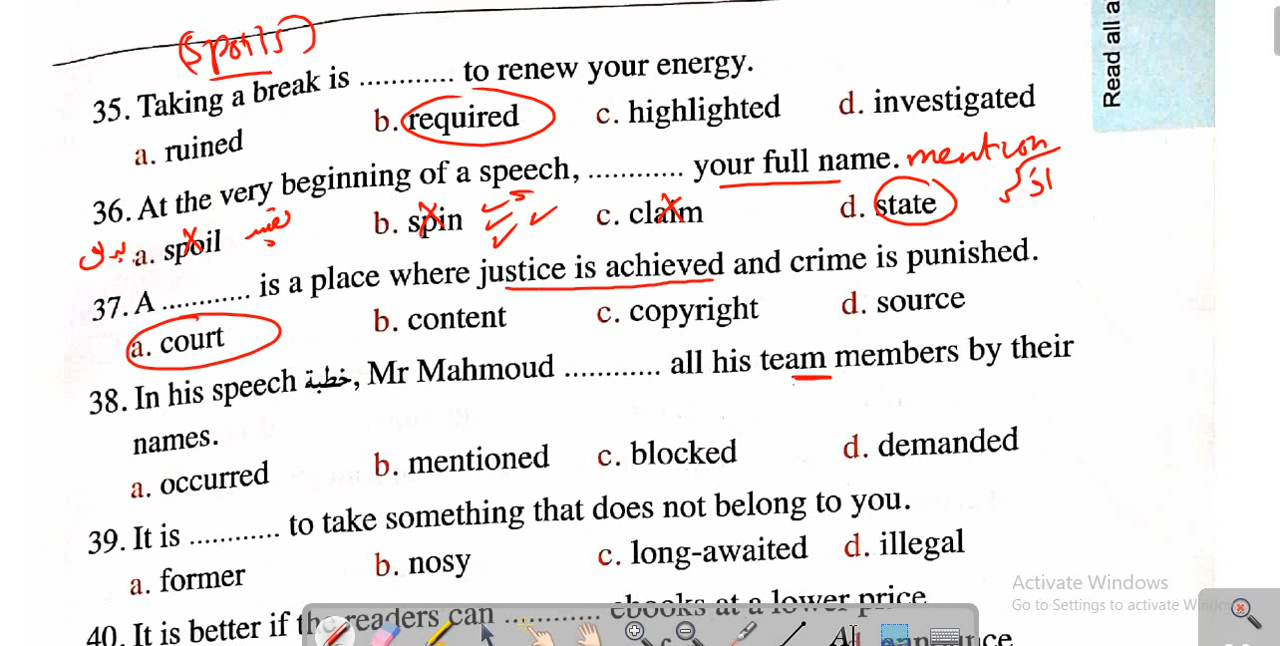 (Spoils)
35. Taking a break is ............ to renew your energy.
a. ruined b. required c. highlighted d. investigated
36. At the very beginning of a speech, ............ your full name. mention
a. spoil b. spin c. claim d. state
37. A ............ is a place where justice is achieved and crime is punished.
a. court b. content c. copyright d. source
38. In his speech خطبة, Mr Mahmoud ............ all his team members by their
names.
a. occurred b. mentioned c. blocked d. demanded
39. It is ............ to take something that does not belong to you.
a. former b. nosy c. long-awaited d. illegal
40. It is better if the readers can ............ ebooks at a lower price
Read all a
Activate Windows
Go to Settings to activate